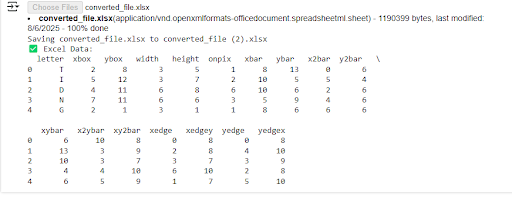 Choose Files converted_file.xlsx
• converted_file.xlsx(application/vnd.openxmlformats-officedocument.spreadsheetml.sheet) - 1190399 bytes, last modified:
8/6/2025 - 100% done
Saving converted_file.xlsx to converted_file (2).xlsx
✅ Excel Data:
letter xbox ybox width height onpix xbar ybar x2bar y2bar \
0 T 2 8 3 5 1 8 13 0 6
1 I 5 12 3 7 2 10 5 5 4
2 D 4 11 6 8 6 10 6 2 6
3 N 7 11 6 6 3 5 9 4 6
4 G 2 1 3 1 1 8 6 6 6
xybar x2ybar xy2bar xedge xedgey yedge yedgex
0 6 10 8 0 8 0 8
1 13 3 9 2 8 4 10
2 10 3 7 3 7 3 9
3 4 4 10 6 10 2 8
4 6 5 9 1 7 5 10